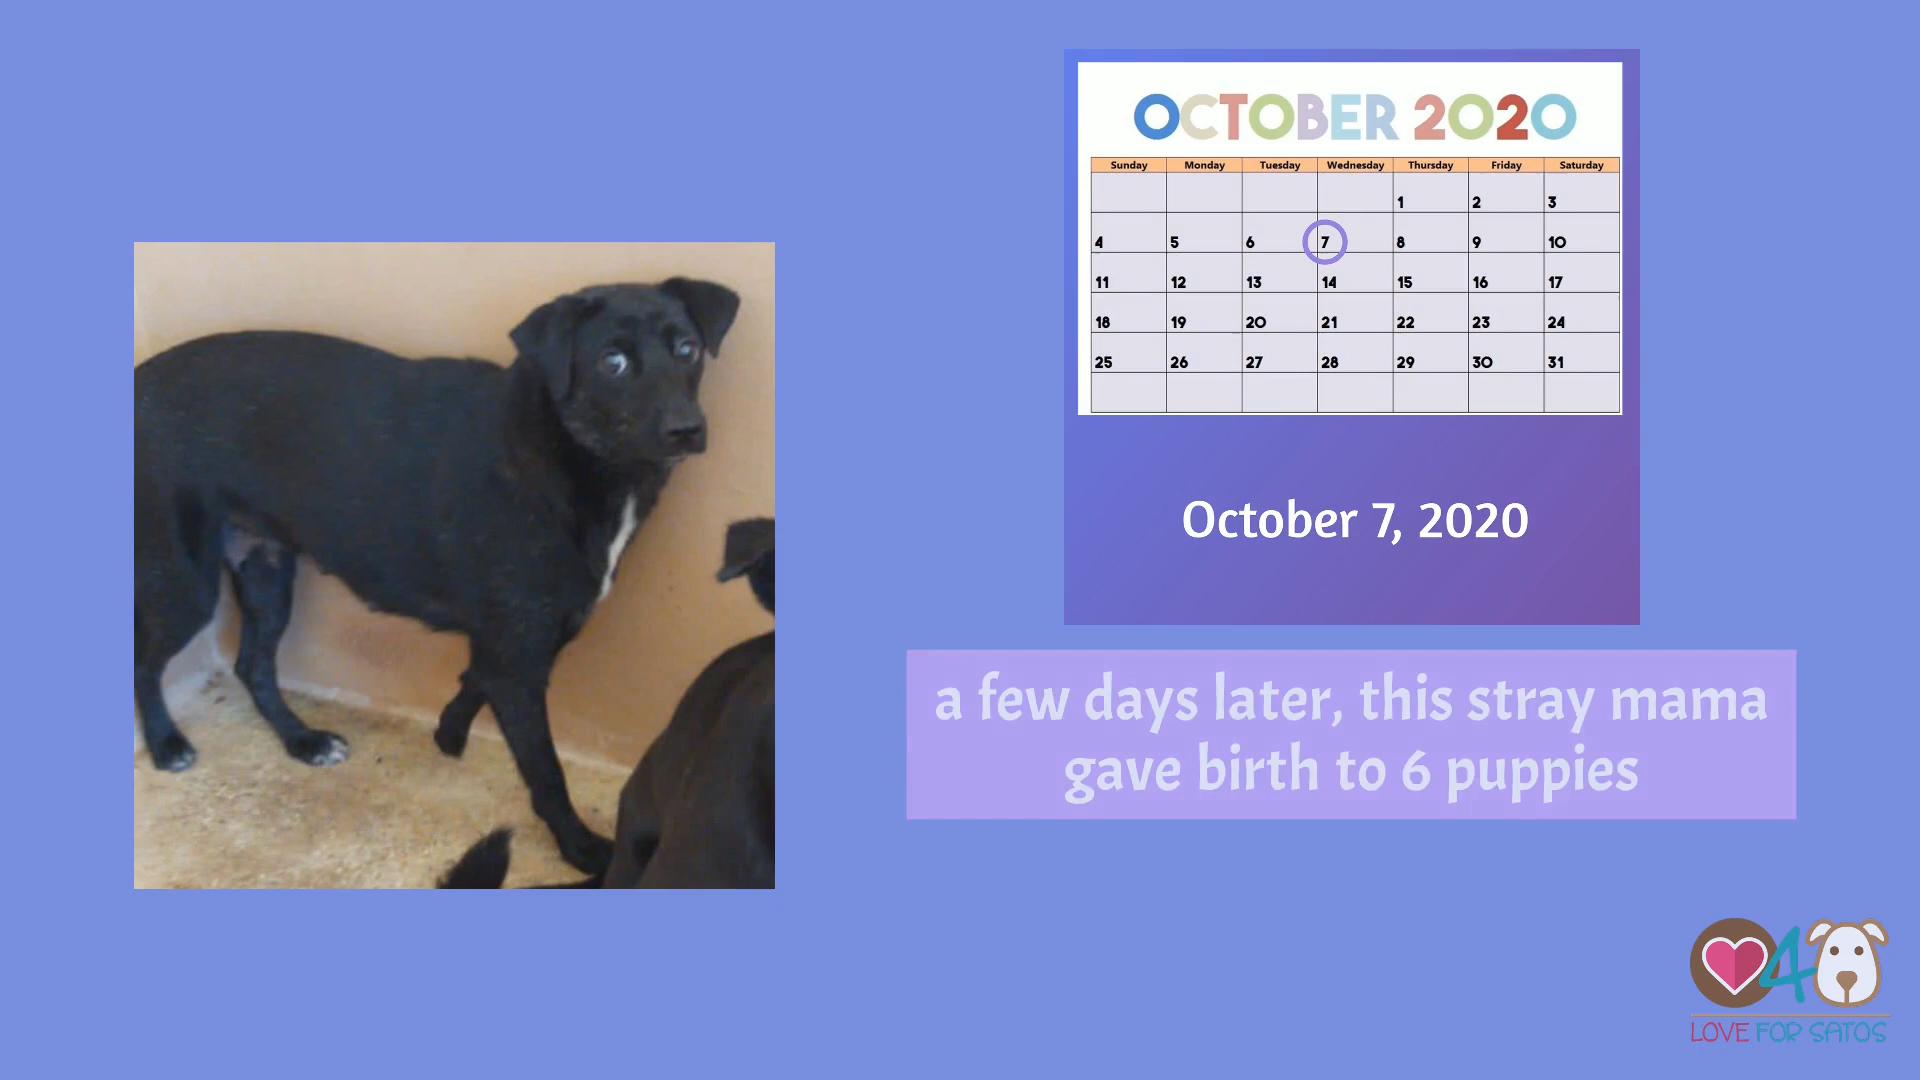 OCTOBER 2020
Sunday Monday Tuesday Wednesday Thursday Friday Saturday
1 2 3
4 5 6 7 8 9 10
11 12 13 14 15 16 17
18 19 20 21 22 23 24
25 26 27 28 29 30 31
October 7, 2020
a few days later, this stray mama
gave birth to 6 puppies
4
LOVE FOR SATOS